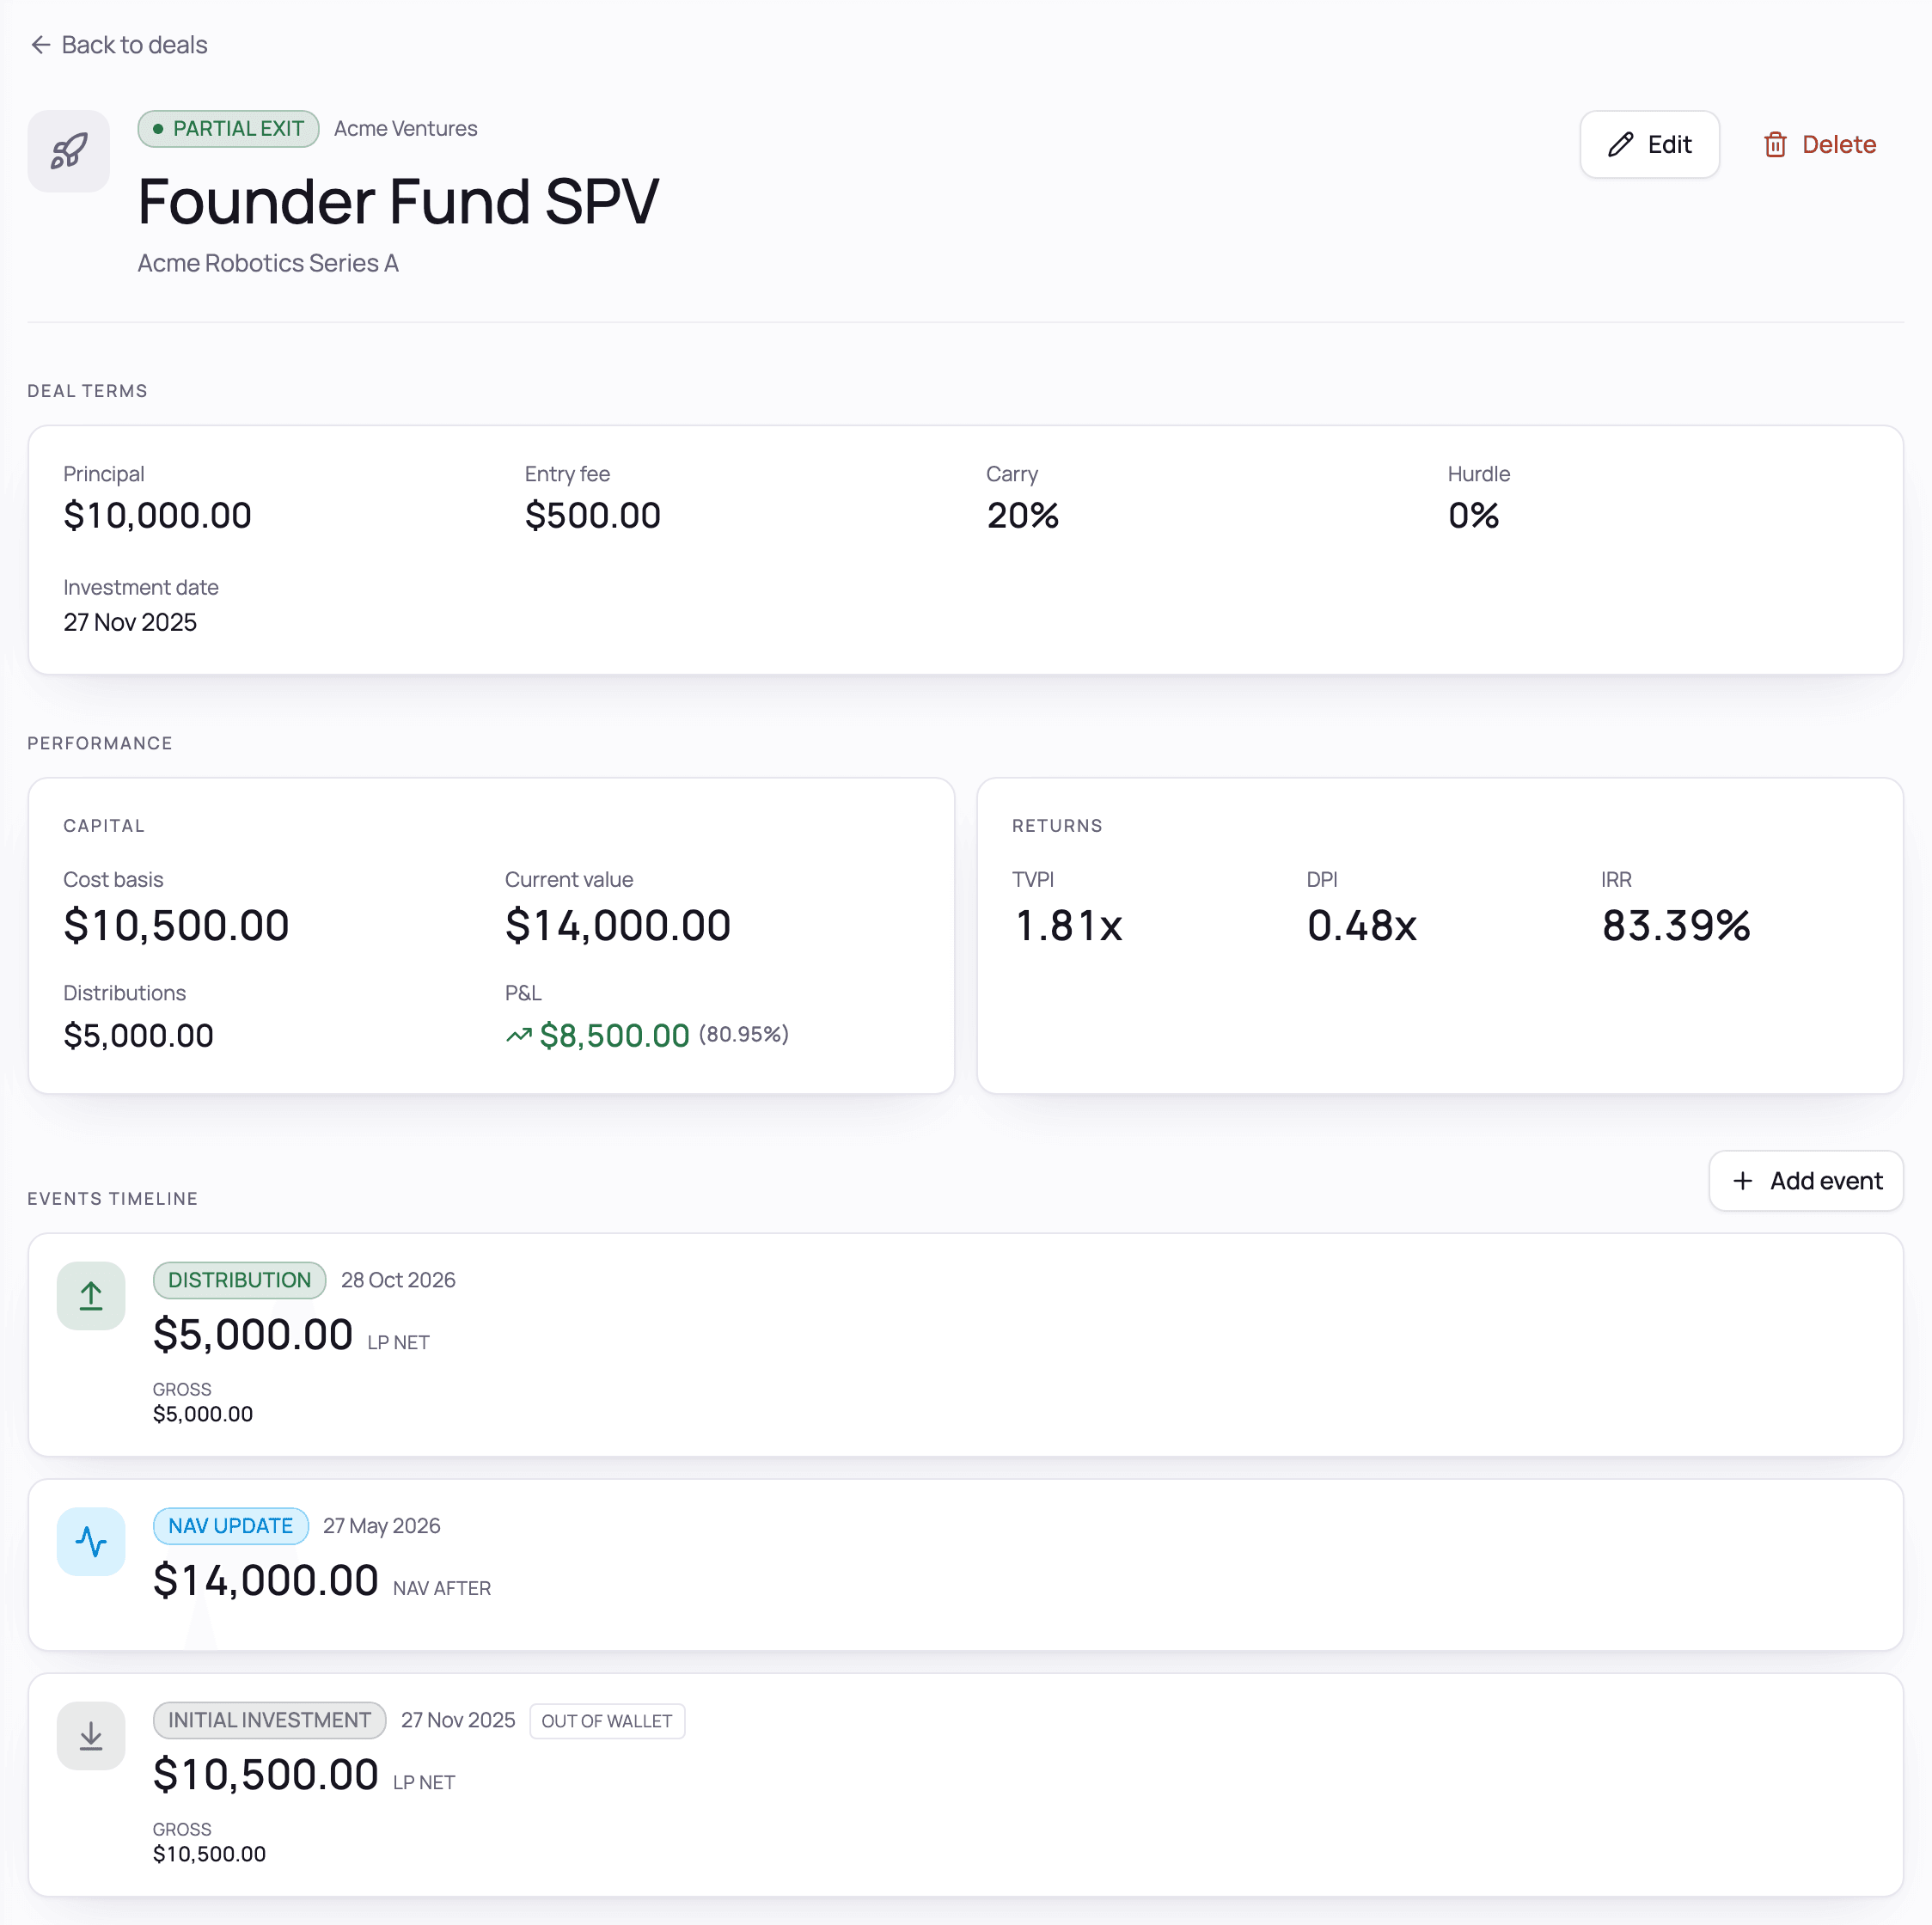 Back to deals
PARTIAL EXIT Acme Ventures
Edit
Delete
Founder Fund SPV
Acme Robotics Series A
DEAL TERMS
Principal
$10,000.00
Entry fee
$500.00
Carry
20%
Hurdle
0%
Investment date
27 Nov 2025
PERFORMANCE
CAPITAL
Cost basis
$10,500.00
Current value
$14,000.00
Distributions
$5,000.00
P&L
$8,500.00 (80.95%)
RETURNS
TVPI
1.81x
DPI
0.48x
IRR
83.39%
EVENTS TIMELINE
Add event
DISTRIBUTION 28 Oct 2026
$5,000.00 LP NET
GROSS
$5,000.00
NAV UPDATE 27 May 2026
$14,000.00 NAV AFTER
INITIAL INVESTMENT 27 Nov 2025 OUT OF WALLET
$10,500.00 LP NET
GROSS
$10,500.00